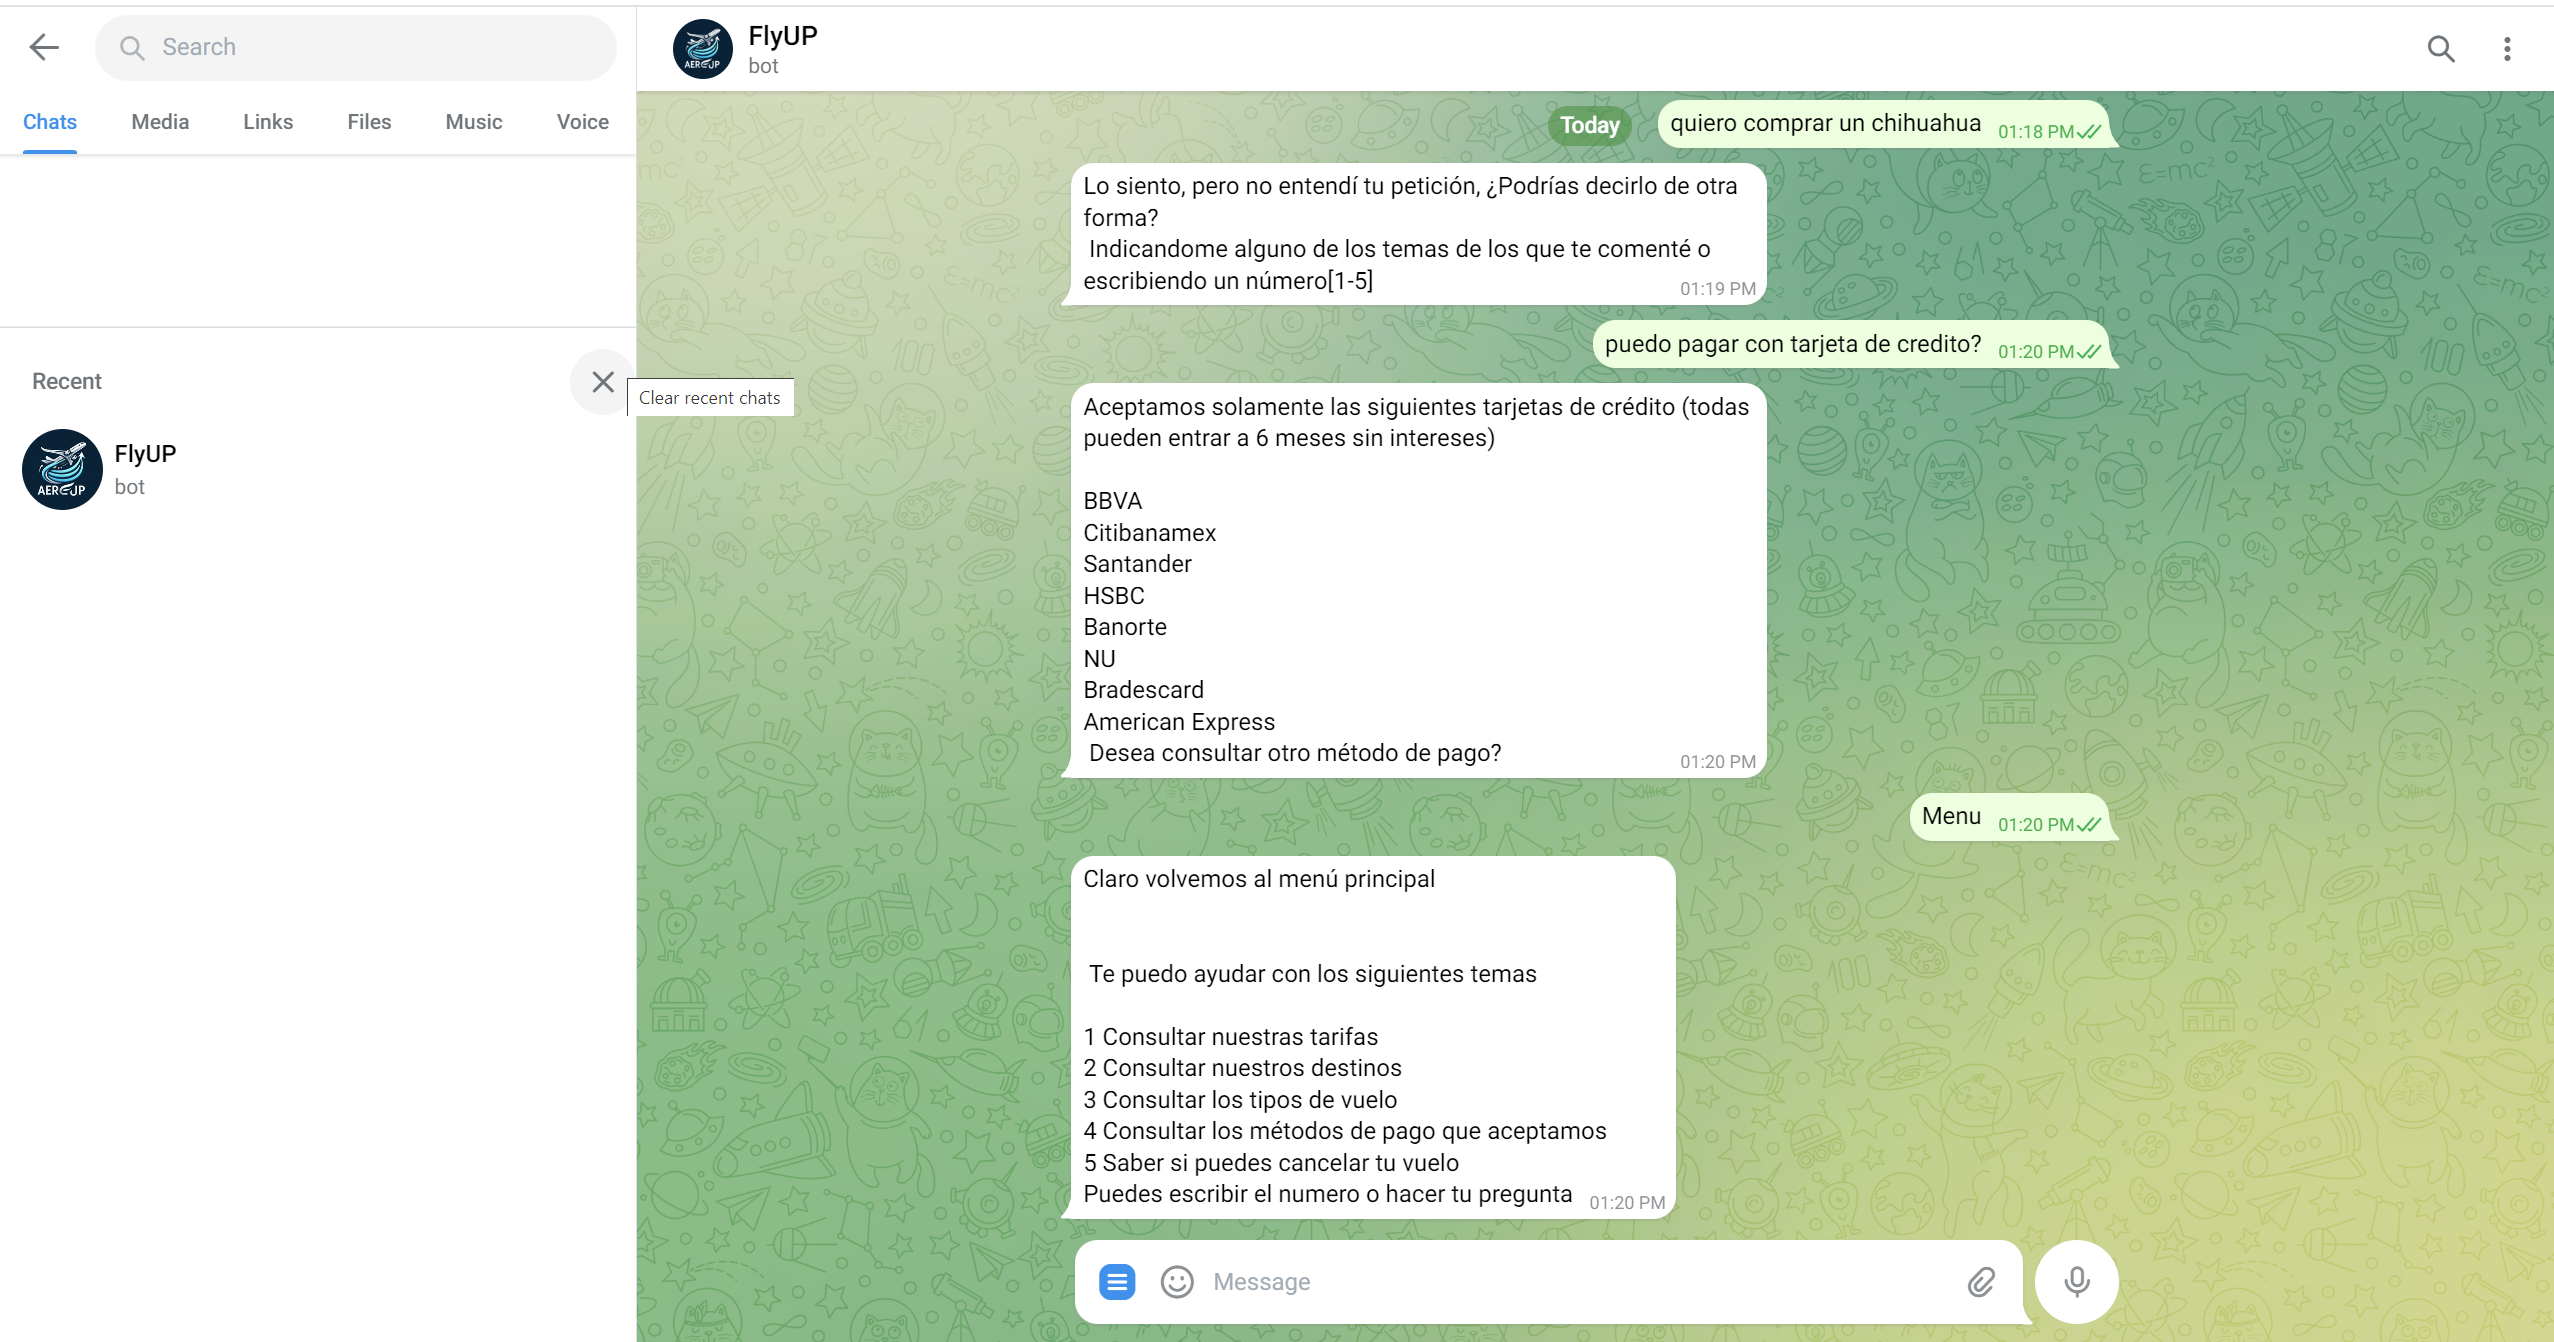 Search
Chats
Media
Links
Files
Music
Voice
Recent
Clear recent chats
AEROUP
FlyUP
bot
AEROUP
FlyUP
bot
Today
quiero comprar un chihuahua 01:18 PM
Lo siento, pero no entendí tu petición, ¿Podrías decirlo de otra
forma?
Indicandome alguno de los temas de los que te comenté o
escribiendo un número[1-5]
01:19 PM
puedo pagar con tarjeta de credito? 01:20 PM
Aceptamos solamente las siguientes tarjetas de crédito (todas
pueden entrar a 6 meses sin intereses)
BBVA
Citibanamex
Santander
HSBC
Banorte
NU
Bradescard
American Express
Desea consultar otro método de pago?
01:20 PM
Menu 01:20 PM
Claro volvemos al menú principal
Te puedo ayudar con los siguientes temas
1 Consultar nuestras tarifas
2 Consultar nuestros destinos
3 Consultar los tipos de vuelo
4 Consultar los métodos de pago que aceptamos
5 Saber si puedes cancelar tu vuelo
Puedes escribir el numero o hacer tu pregunta 01:20 PM
Message